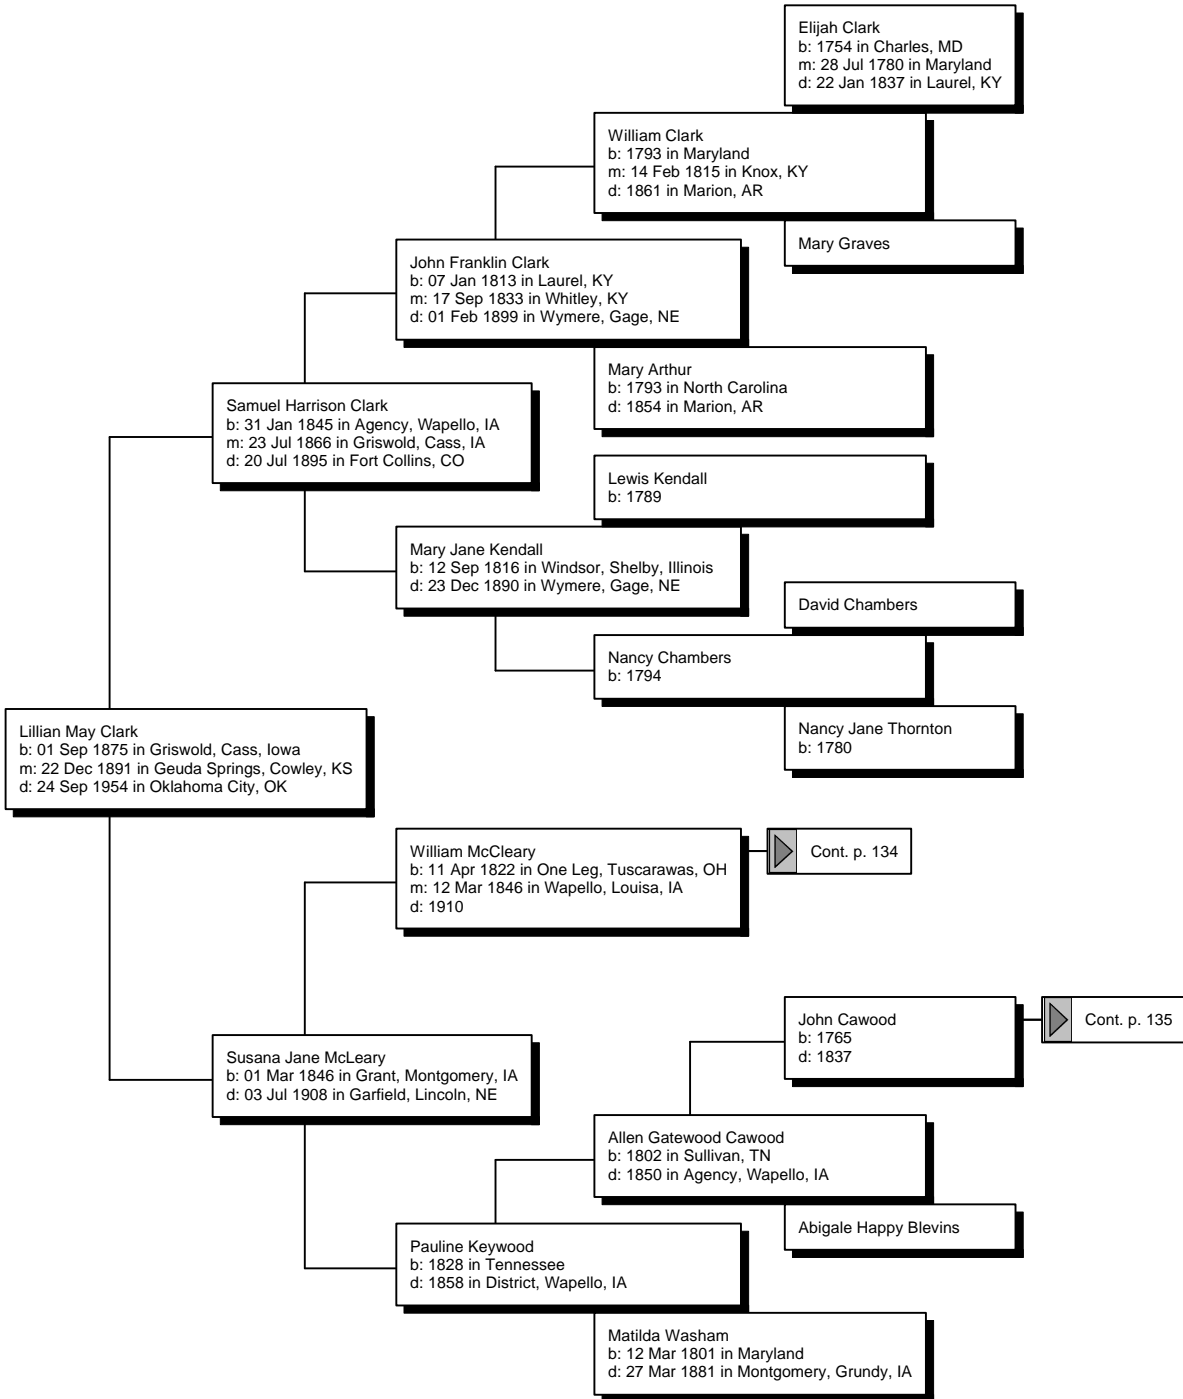 Elijah Clark
b: 1754 in Charles, MD
m: 28 Jul 1780 in Maryland
d: 22 Jan 1837 in Laurel, KY
William Clark
b: 1793 in Maryland
m: 14 Feb 1815 in Knox, KY
d: 1861 in Marion, AR
Mary Graves
John Franklin Clark
b: 07 Jan 1813 in Laurel, KY
m: 17 Sep 1833 in Whitley, KY
d: 01 Feb 1899 in Wymere, Gage, NE
Mary Arthur
b: 1793 in North Carolina
d: 1854 in Marion, AR
Samuel Harrison Clark
b: 31 Jan 1845 in Agency, Wapello, IA
m: 23 Jul 1866 in Griswold, Cass, IA
d: 20 Jul 1895 in Fort Collins, CO
Lewis Kendall
b: 1789
Mary Jane Kendall
b: 12 Sep 1816 in Windsor, Shelby, Illinois
d: 23 Dec 1890 in Wymere, Gage, NE
David Chambers
Nancy Chambers
b: 1794
Nancy Jane Thornton
b: 1780
Lillian May Clark
b: 01 Sep 1875 in Griswold, Cass, Iowa
m: 22 Dec 1891 in Geuda Springs, Cowley, KS
d: 24 Sep 1954 in Oklahoma City, OK
William McCleary
b: 11 Apr 1822 in One Leg, Tuscarawas, OH
m: 12 Mar 1846 in Wapello, Louisa, IA
d: 1910
Cont. p. 134
John Cawood
b: 1765
d: 1837
Cont. p. 135
Susana Jane McLeary
b: 01 Mar 1846 in Grant, Montgomery, IA
d: 03 Jul 1908 in Garfield, Lincoln, NE
Allen Gatewood Cawood
b: 1802 in Sullivan, TN
d: 1850 in Agency, Wapello, IA
Abigale Happy Blevins
Pauline Keywood
b: 1828 in Tennessee
d: 1858 in District, Wapello, IA
Matilda Washam
b: 12 Mar 1801 in Maryland
d: 27 Mar 1881 in Montgomery, Grundy, IA